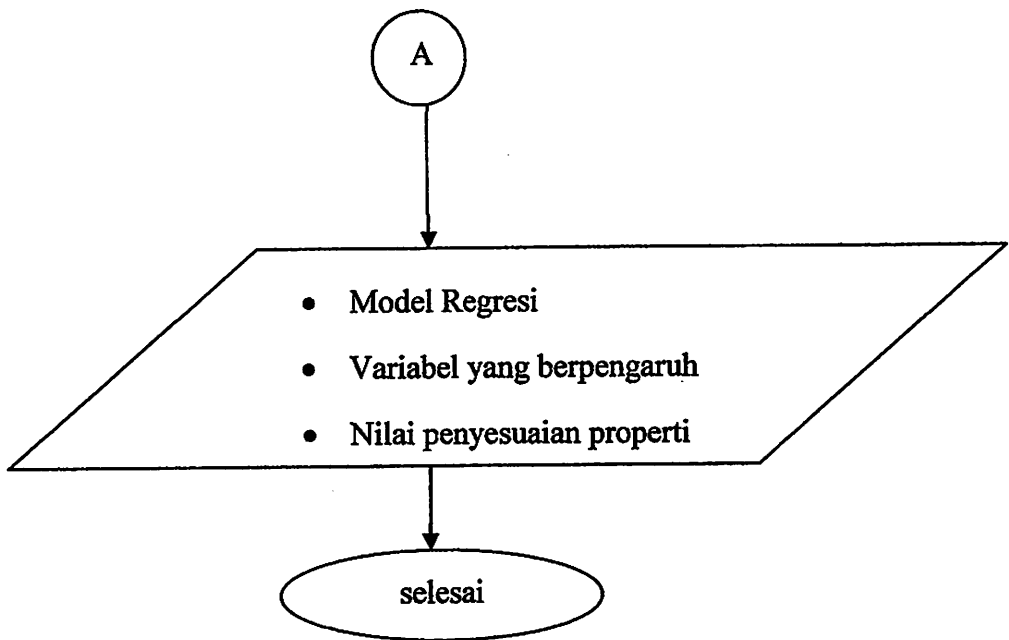 A
• Model Regresi
• Variabel yang berpengaruh
• Nilai penyesuaian properti
selesai